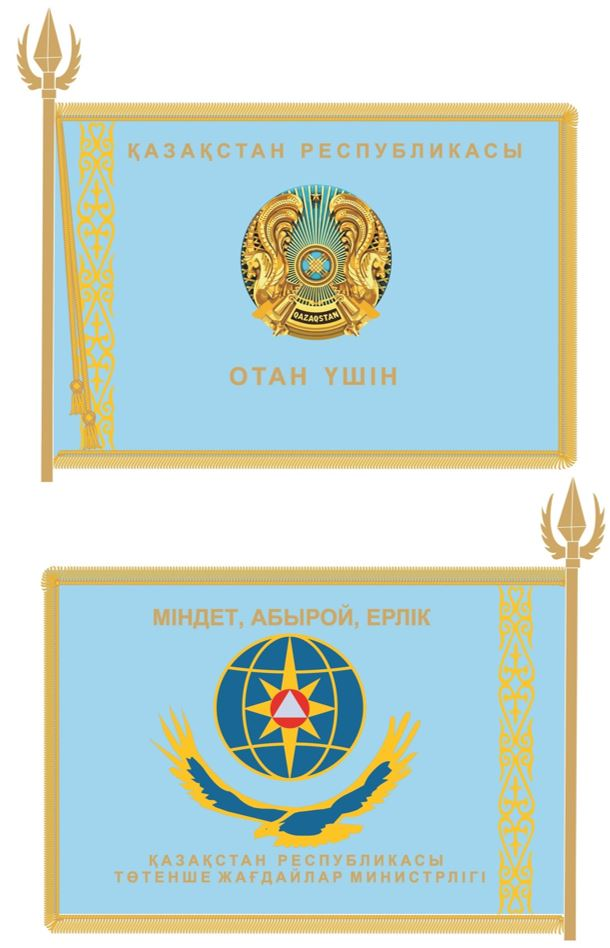 ҚАЗАҚСТАН РЕСПУБЛИКАСЫ
QAZAQSTAN
ОТАН ҮШІН
МІНДЕТ, АБЫРОЙ, ЕРЛІК
ҚАЗАҚСТАН РЕСПУБЛИКАСЫ
ТӨТЕНШЕ ЖАҒДАЙЛАР МИНИСТРЛІГІ